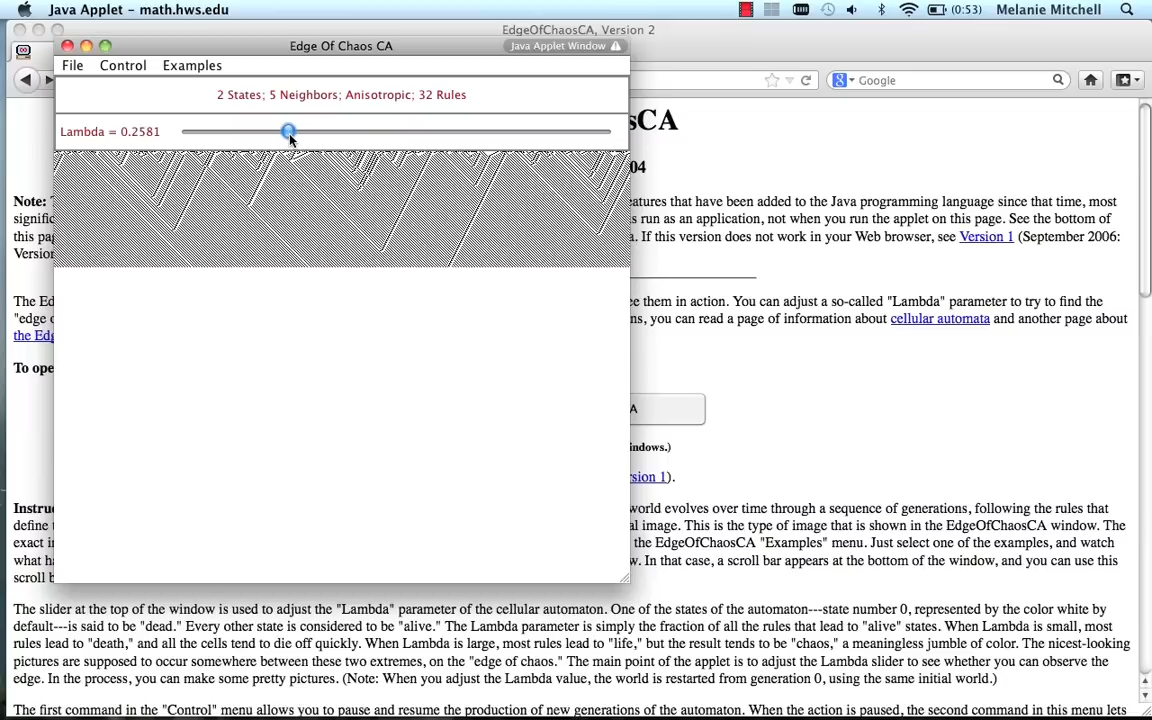 Java Applet – math.hws.edu
(0:53) Melanie Mitchell
EdgeOfChaosCA, Version 2
Edge Of Chaos CA
Java Applet Window
File Control Examples
Google
2 States; 5 Neighbors; Anisotropic; 32 Rules
sCA
Lambda = 0.2581
04
Note:
eatures that have been added to the Java programming language since that time, most
signific
s run as an application, not when you run the applet on this page. See the bottom of
this pag
a. If this version does not work in your Web browser, see Version 1 (September 2006:
Version
The Ed
ee them in action. You can adjust a so-called "Lambda" parameter to try to find the
"edge o
ns, you can read a page of information about cellular automata and another page about
the Edg
To ope
A
indows.)
rsion 1).
Instruc
world evolves over time through a sequence of generations, following the rules that
define t
al image. This is the type of image that is shown in the EdgeOfChaosCA window. The
exact in
the EdgeOfChaosCA "Examples" menu. Just select one of the examples, and watch
what ha
w. In that case, a scroll bar appears at the bottom of the window, and you can use this
scroll b
The slider at the top of the window is used to adjust the "Lambda" parameter of the cellular automaton. One of the states of the automaton---state number 0, represented by the color white by
default---is said to be "dead." Every other state is considered to be "alive." The Lambda parameter is simply the fraction of all the rules that lead to "alive" states. When Lambda is small, most
rules lead to "death," and all the cells tend to die off quickly. When Lambda is large, most rules lead to "life," but the result tends to be "chaos," a meaningless jumble of color. The nicest-looking
pictures are supposed to occur somewhere between these two extremes, on the "edge of chaos." The main point of the applet is to adjust the Lambda slider to see whether you can observe the
edge. In the process, you can make some pretty pictures. (Note: When you adjust the Lambda value, the world is restarted from generation 0, using the same initial world.)
The first command in the "Control" menu allows you to pause and resume the production of new generations of the automaton. When the action is paused, the second command in this menu lets